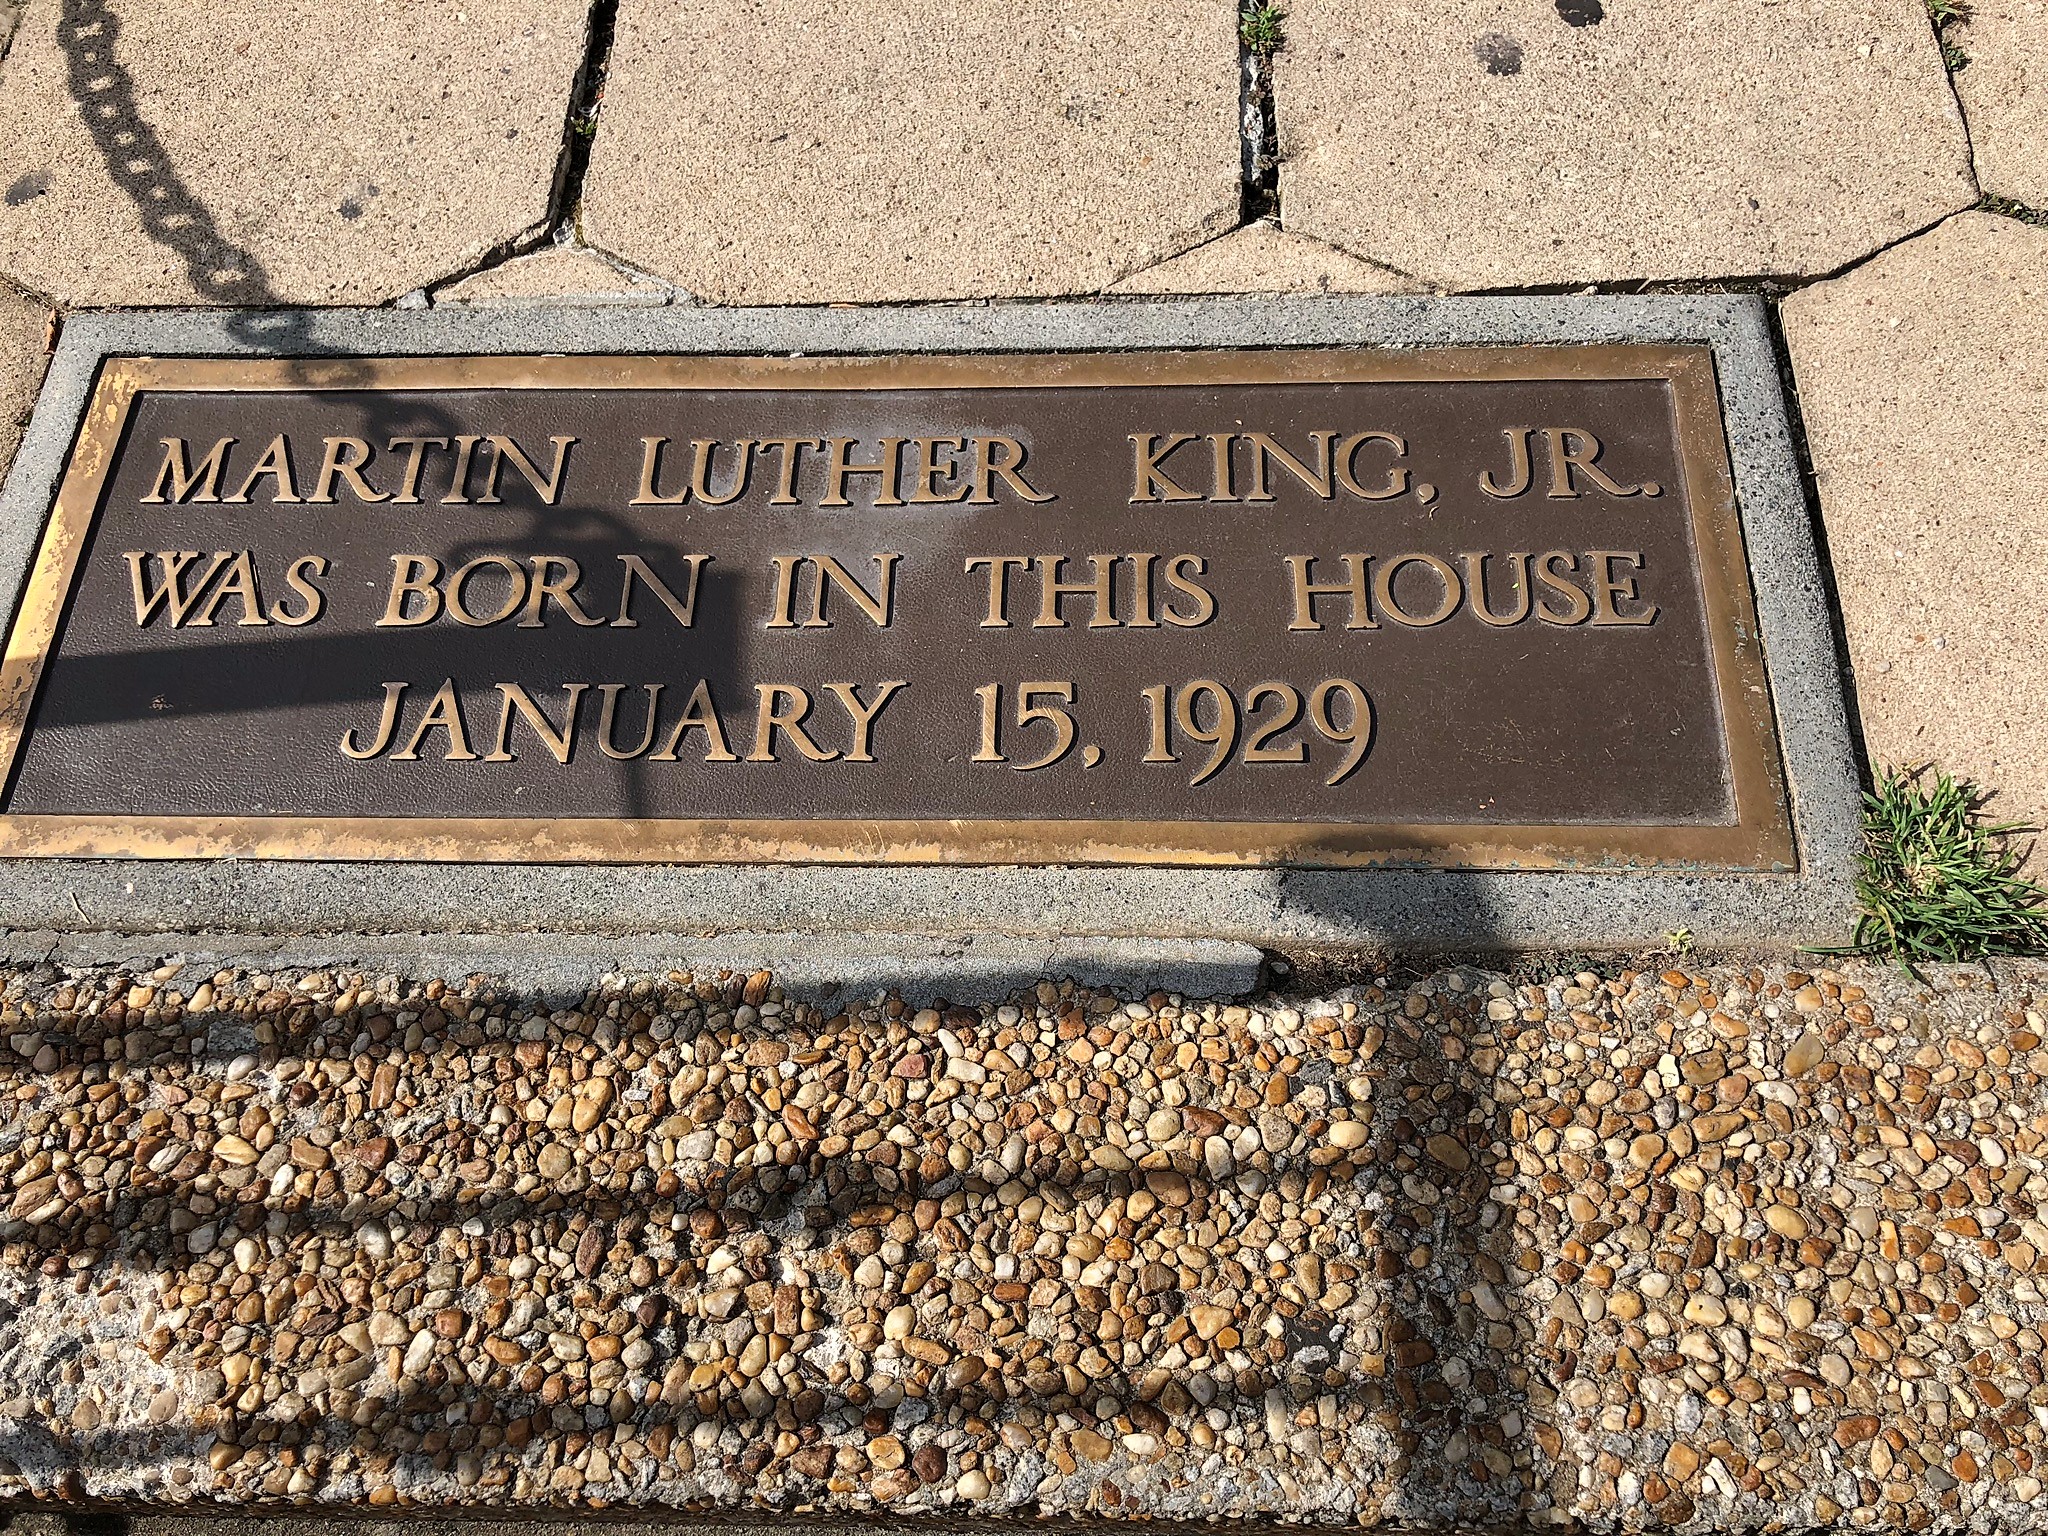 MARTIN LUTHER KING, JR.
WAS BORN IN THIS HOUSE
JANUARY 15, 1929